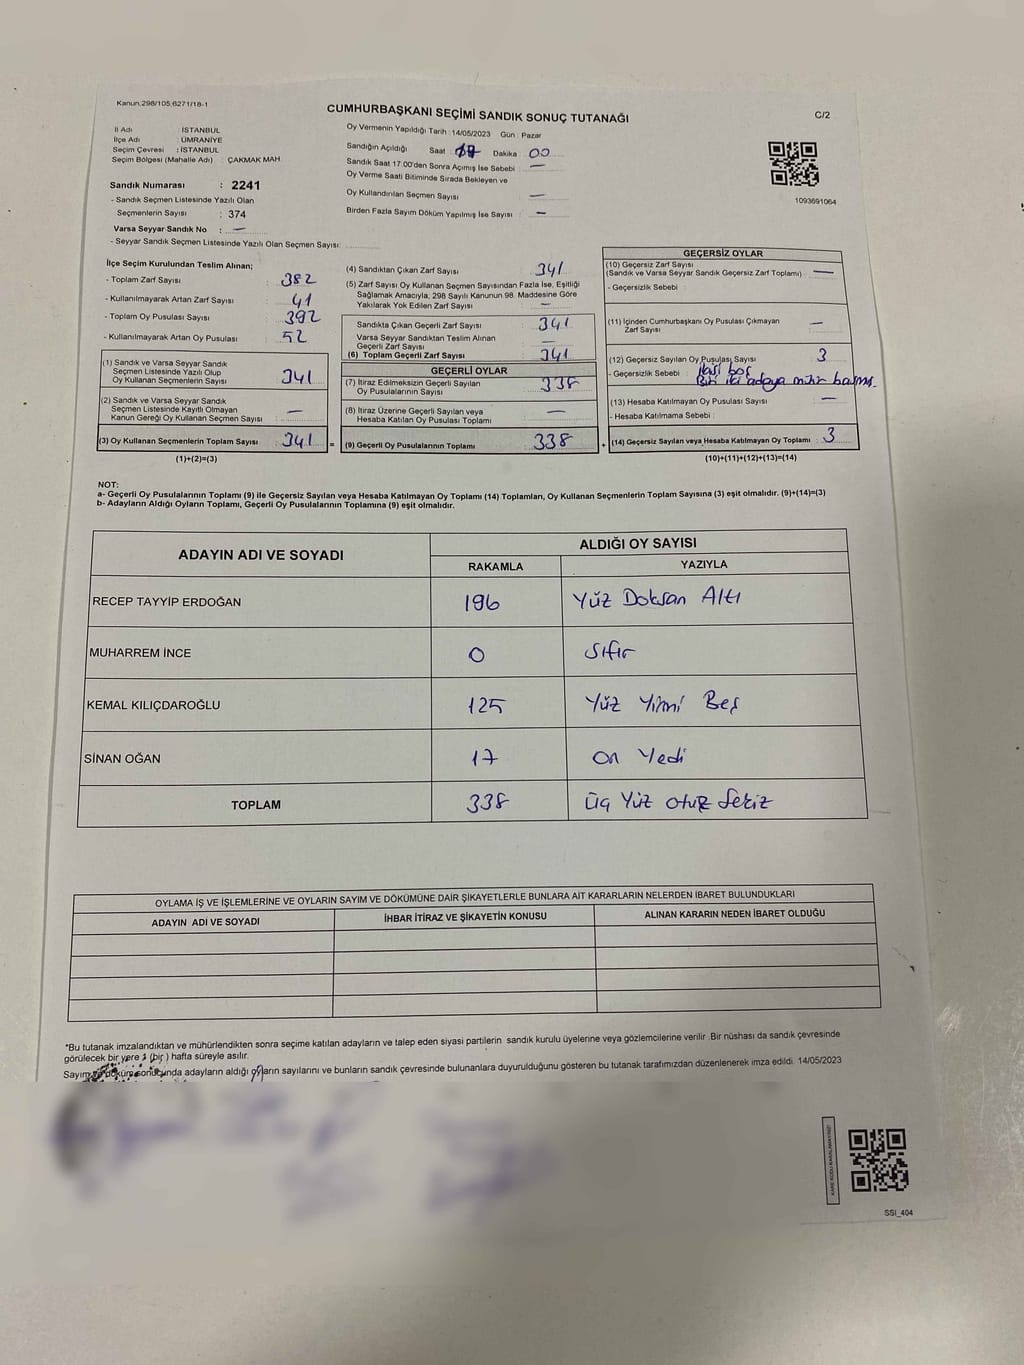 Kanun.298/105,6271/18-1
CUMHURBAŞKANI SEÇİMİ SANDIK SONUÇ TUTANAĞI
C/2
İl Adı : İSTANBUL
İlçe Adı : ÜMRANİYE
Seçim Çevresi : İSTANBUL
Seçim Bölgesi (Mahalle Adı) : ÇAKMAK MAH.
Sandık Numarası : 2241
- Sandık Seçmen Listesinde Yazılı Olan
Seçmenlerin Sayısı : 374
Varsa Seyyar Sandık No : —
- Seyyar Sandık Seçmen Listesinde Yazılı Olan Seçmen Sayısı:
Oy Vermenin Yapıldığı Tarih : 14/05/2023 Gün : Pazar
Sandığın Açıldığı Saat Dakika : 00
Sandık Saat 17:00'den Sonra Açımış İse Sebebi : —
Oy Verme Saati Bitiminde Sırada Bekleyen ve
Oy Kullandırılan Seçmen Sayısı : —
Birden Fazla Sayım Döküm Yapılmış İse Sayısı : —
1093691064
İlçe Seçim Kurulundan Teslim Alınan;
- Toplam Zarf Sayısı : 382
- Kullanılmayarak Artan Zarf Sayısı : 41
- Toplam Oy Pusulası Sayısı : 392
- Kullanılmayarak Artan Oy Pusulası : 52
(1) Sandık ve Varsa Seyyar Sandık
Seçmen Listesinde Yazılı Olup
Oy Kullanan Seçmenlerin Sayısı : 341
(2) Sandık ve Varsa Seyyar Sandık
Seçmen Listesinde Kayıtlı Olmayan
Kanun Gereği Oy Kullanan Seçmen Sayısı : —
(3) Oy Kullanan Seçmenlerin Toplam Sayısı : 341 =
(1)+(2)=(3)
(4) Sandıktan Çıkan Zarf Sayısı : 341
(5) Zarf Sayısı Oy Kullanan Seçmen Sayısından Fazla İse, Eşitliği
Sağlamak Amacıyla, 298 Sayılı Kanunun 98. Maddesine Göre
Yakılarak Yok Edilen Zarf Sayısı : —
Sandıkta Çıkan Geçerli Zarf Sayısı : 341
Varsa Seyyar Sandıktan Teslim Alınan
Geçerli Zarf Sayısı : —
(6) Toplam Geçerli Zarf Sayısı : 341
GEÇERLİ OYLAR
(7) İtiraz Edilmeksizin Geçerli Sayılan
Oy Pusulalarının Sayısı : 338
(8) İtiraz Üzerine Geçerli Sayılan veya
Hesaba Katılan Oy Pusulası Toplamı : —
(9) Geçerli Oy Pusulalarının Toplamı : 338 +
GEÇERSİZ OYLAR
(10) Geçersiz Zarf Sayısı
(Sandık ve Varsa Seyyar Sandık Geçersiz Zarf Toplamı) : —
- Geçersizlik Sebebi :
(11) İçinden Cumhurbaşkanı Oy Pusulası Çıkmayan
Zarf Sayısı : —
(12) Geçersiz Sayılan Oy Pusulası Sayısı : 3
- Geçersizlik Sebebi : ikisi boş
Biri iki adaya mühür basmış.
(13) Hesaba Katılmayan Oy Pusulası Sayısı : —
- Hesaba Katılmama Sebebi :
(14) Geçersiz Sayılan veya Hesaba Katılmayan Oy Toplamı : 3
(10)+(11)+(12)+(13)=(14)
NOT:
a- Geçerli Oy Pusulalarının Toplamı (9) ile Geçersiz Sayılan veya Hesaba Katılmayan Oy Toplamı (14) Toplamları, Oy Kullanan Seçmenlerin Toplam Sayısına (3) eşit olmalıdır. (9)+(14)=(3)
b- Adayların Aldığı Oyların Toplamı, Geçerli Oy Pusulalarının Toplamına (9) eşit olmalıdır.
ADAYIN ADI VE SOYADI
ALDIĞI OY SAYISI
RAKAMLA YAZIYLA
RECEP TAYYİP ERDOĞAN 196 Yüz Doksan Altı
MUHARREM İNCE 0 Sıfır
KEMAL KILIÇDAROĞLU 125 Yüz Yirmi Beş
SİNAN OĞAN 17 On Yedi
TOPLAM 338 Üç Yüz Otuz Sekiz
OYLAMA İŞ VE İŞLEMLERİNE VE OYLARIN SAYIM VE DÖKÜMÜNE DAİR ŞİKAYETLERLE BUNLARA AİT KARARLARIN NELERDEN İBARET BULUNDUKLARI
ADAYIN ADI VE SOYADI İHBAR İTİRAZ VE ŞİKAYETİN KONUSU ALINAN KARARIN NEDEN İBARET OLDUĞU
*Bu tutanak imzalandıktan ve mühürlendikten sonra seçime katılan adayların ve talep eden siyasi partilerin sandık kurulu üyelerine veya gözlemcilerine verilir .Bir nüshası da sandık çevresinde
görülecek bir yere 1 (bir ) hafta süreyle asılır.
Sayım ve döküm sonucunda adayların aldığı oyların sayılarını ve bunların sandık çevresinde bulunanlara duyurulduğunu gösteren bu tutanak tarafımızdan düzenlenerek imza edildi. 14/05/2023
KARE KODU KARALAMAYINIZ!
SSI_404